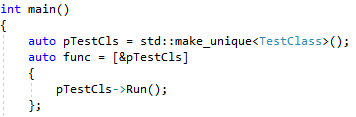 int main()
{
    auto pTestCls = std::make_unique<TestClass>();
    auto func = [&pTestCls]
    {
        pTestCls->Run();
    };